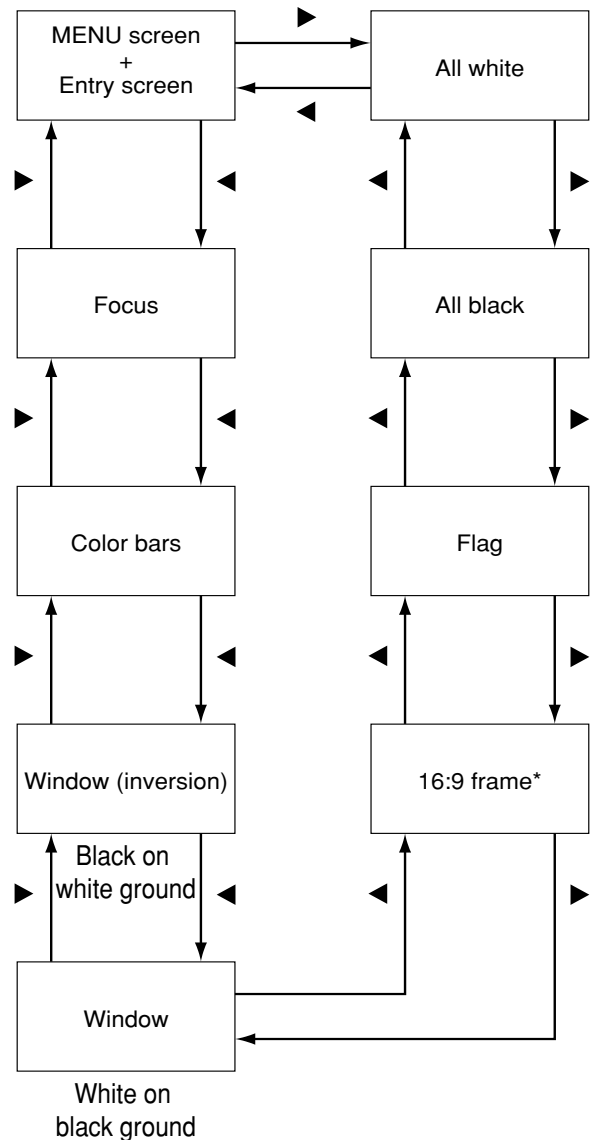 MENU screen
+
Entry screen
All white
Focus
All black
Color bars
Flag
Window (inversion)
16:9 frame*
Black on
white ground
Window
White on
black ground